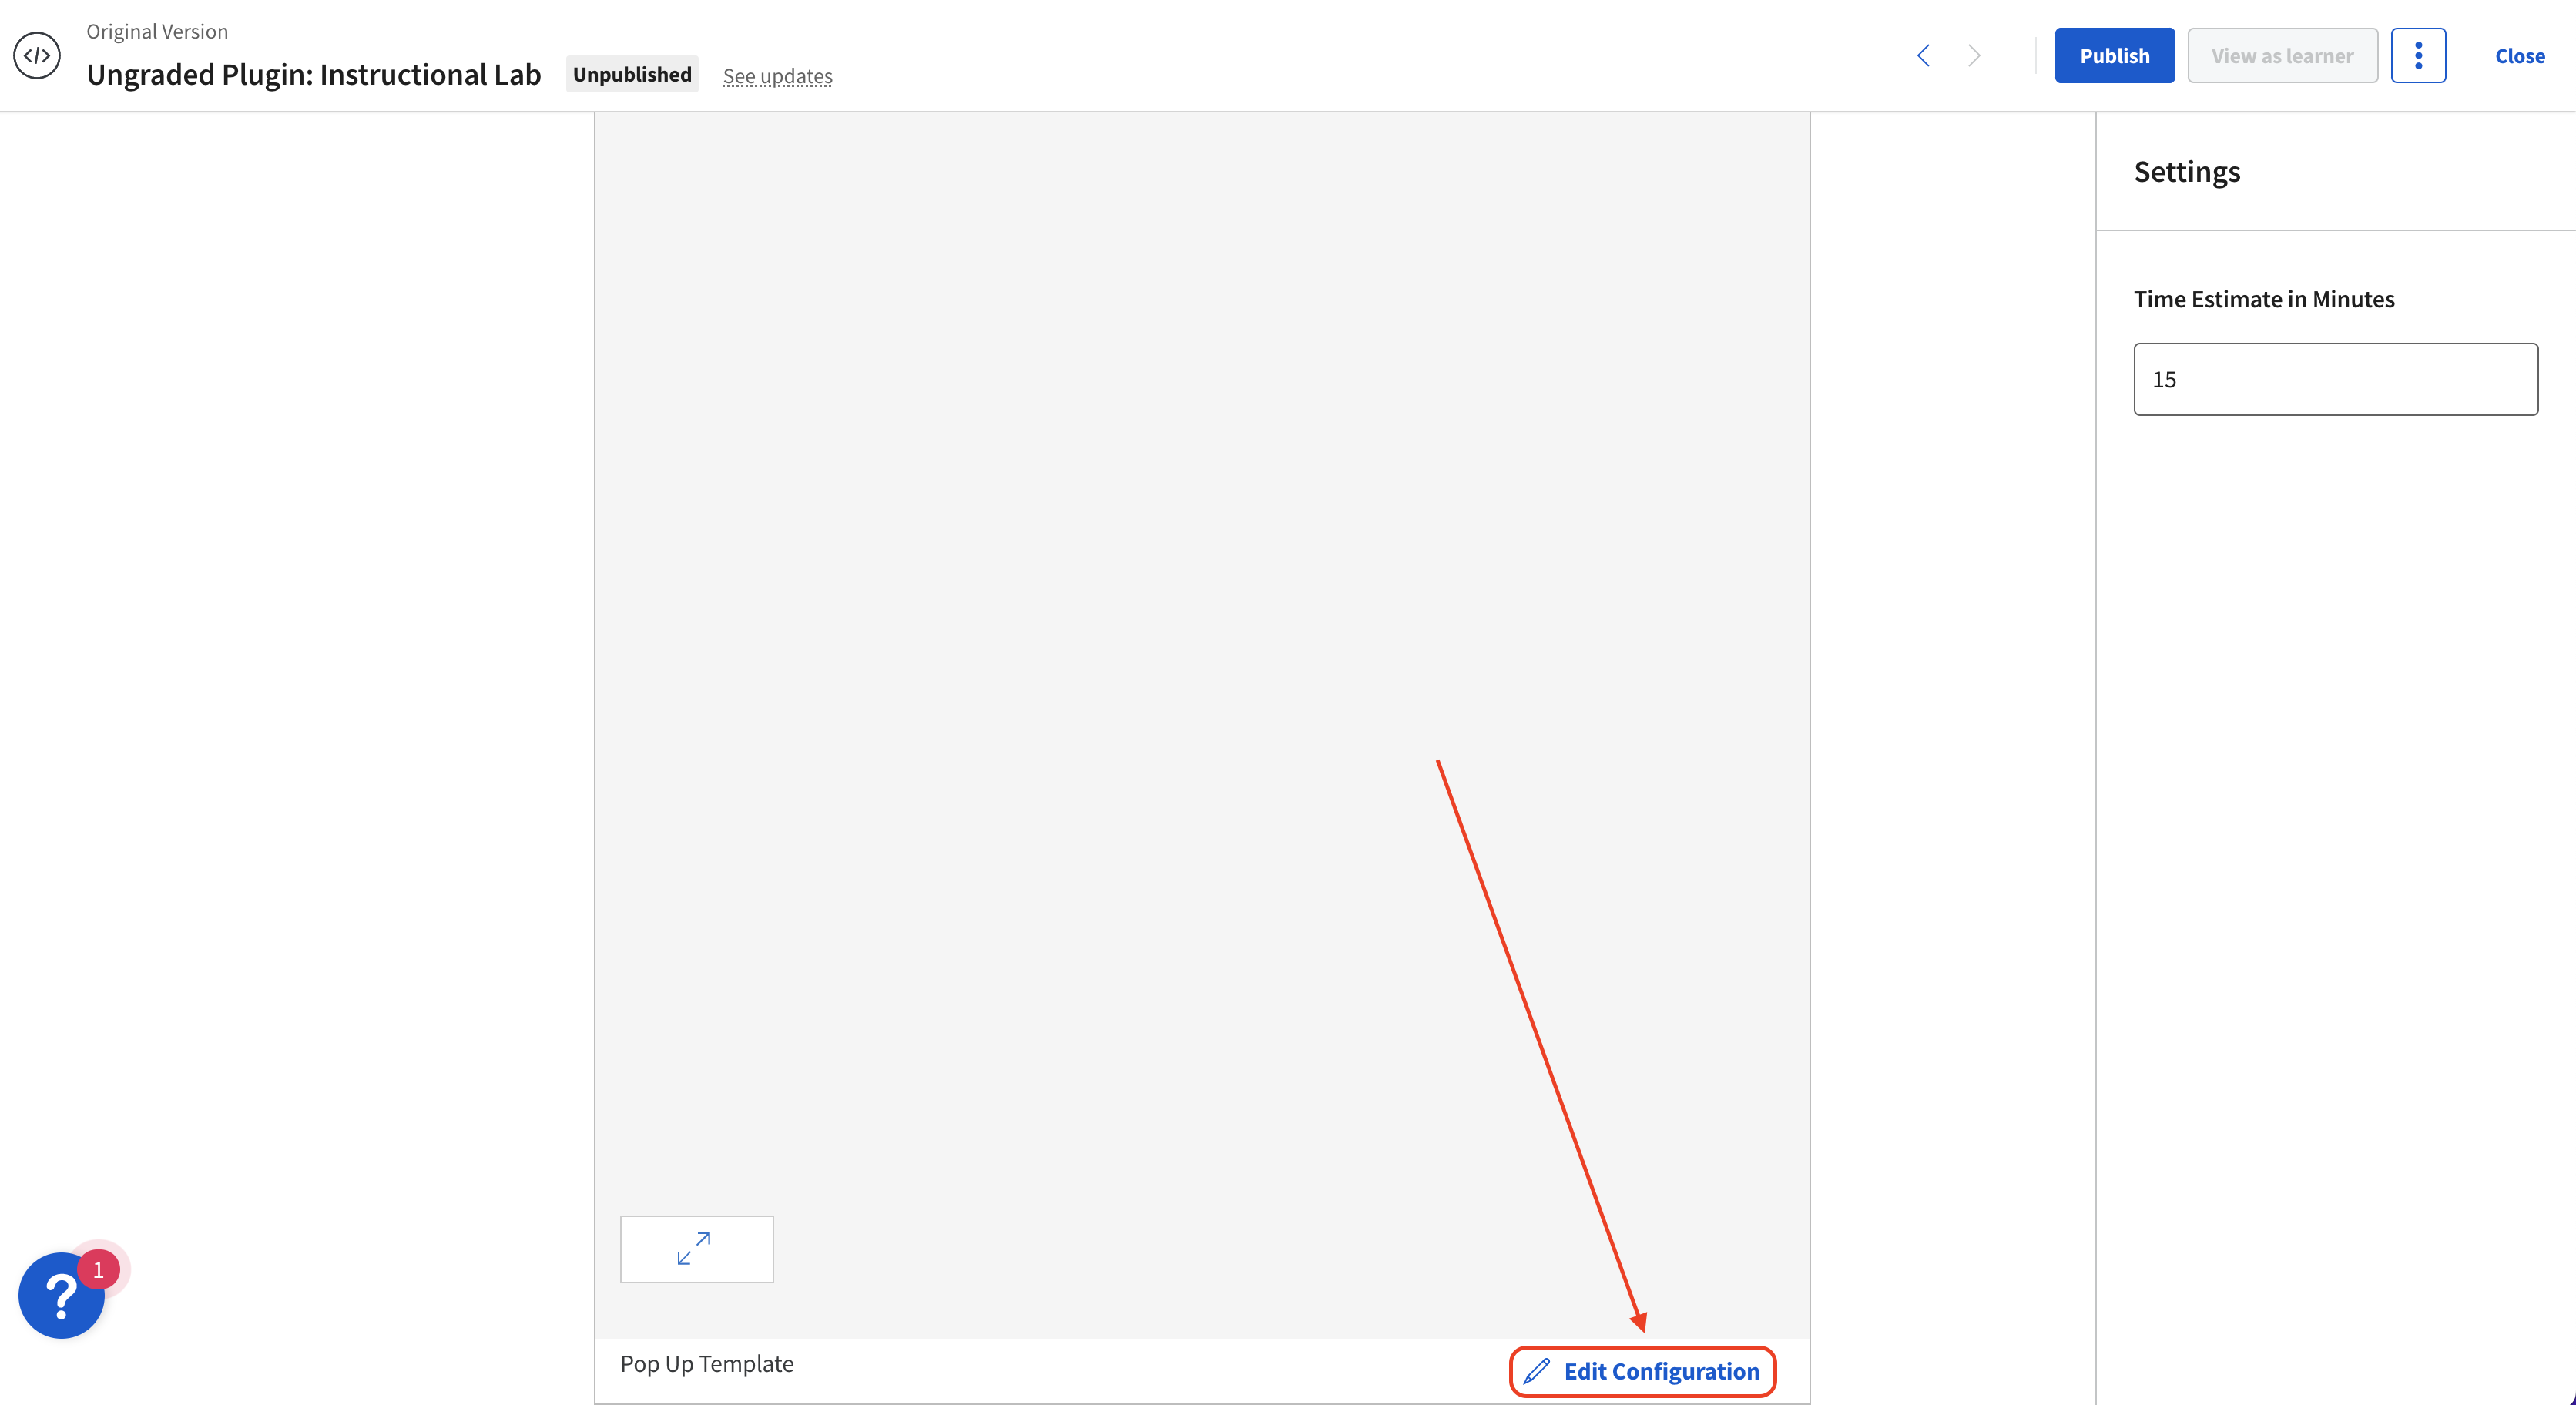 Original Version
Ungraded Plugin: Instructional Lab
Unpublished
See updates
Publish
View as learner
Close
Settings
Time Estimate in Minutes
15
1
?
Pop Up Template
Edit Configuration